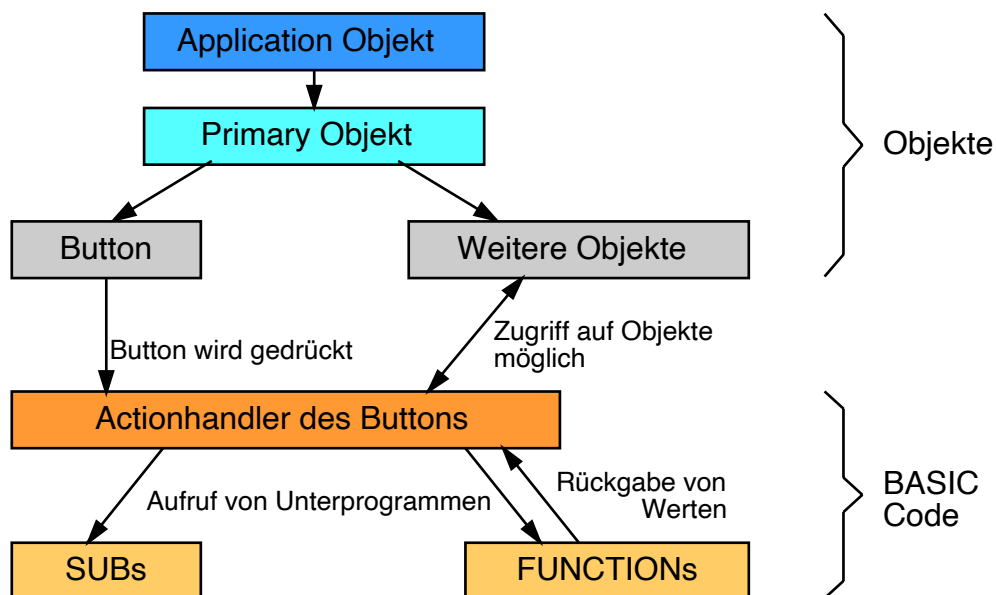 Application Objekt
Primary Objekt
Objekte
Button
Weitere Objekte
Button wird gedrückt
Zugriff auf Objekte
möglich
Actionhandler des Buttons
Aufruf von Unterprogrammen
Rückgabe von
Werten
BASIC
Code
SUBs
FUNCTIONs